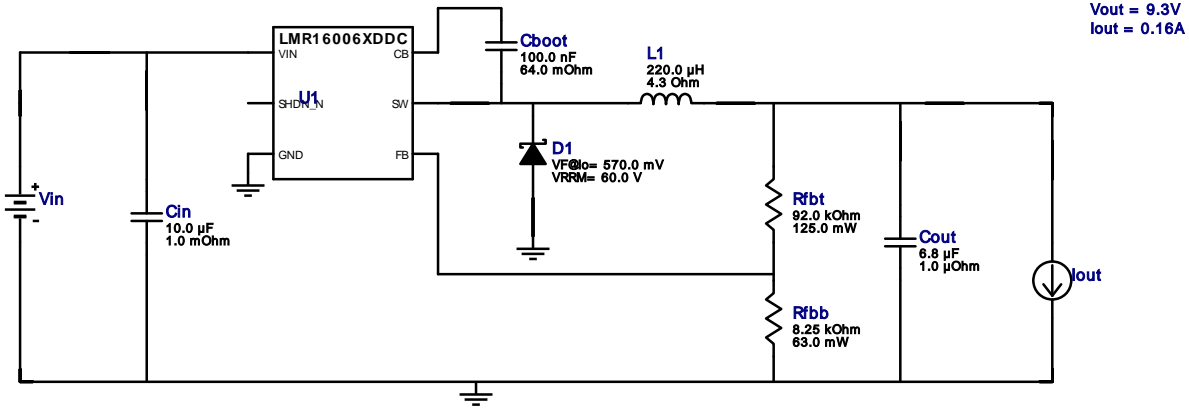 Vout = 9.3V
Iout = 0.16A
LMR16006XDDC
VIN
CB
SHDN_N
U1
SW
GND
FB
Cboot
100.0 nF
64.0 mOhm
L1
220.0 µH
4.3 Ohm
D1
VF@Io= 570.0 mV
VRRM= 60.0 V
+
Vin
-
Cin
10.0 µF
1.0 mOhm
Rfbt
92.0 kOhm
125.0 mW
Cout
6.8 µF
1.0 µOhm
Iout
Rfbb
8.25 kOhm
63.0 mW